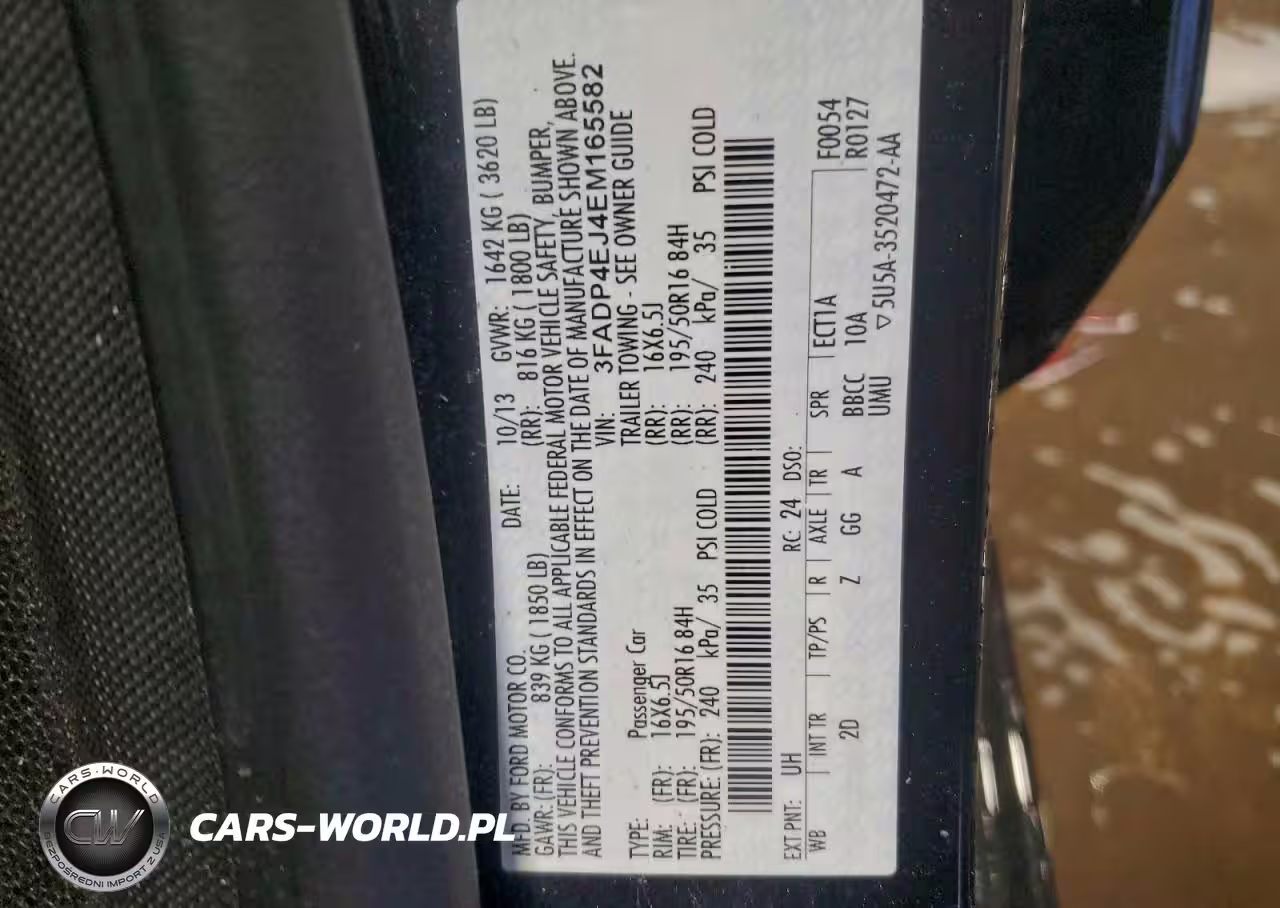 MFD. BY FORD MOTOR CO. DATE: 10/13 GVWR: 1642 KG ( 3620 LB)
GAWR: (FR): 839 KG ( 1850 LB) (RR): 816 KG ( 1800 LB)
THIS VEHICLE CONFORMS TO ALL APPLICABLE FEDERAL MOTOR VEHICLE SAFETY, BUMPER,
AND THEFT PREVENTION STANDARDS IN EFFECT ON THE DATE OF MANUFACTURE SHOWN ABOVE.
VIN: 3FADP4EJ4EM165582
TYPE: Passenger Car TRAILER TOWING - SEE OWNER GUIDE
RIM: (FR): 16X6.5J (RR): 16X6.5J
TIRE: (FR): 195/50R16 84H (RR): 195/50R16 84H
PRESSURE: (FR): 240 kPa/ 35 PSI COLD (RR): 240 kPa/ 35 PSI COLD
EXT PNT: UH RC: 24 DSO: F0054
WB INT TR TP/PS R AXLE TR SPR ECT1A R0127
2D Z GG A BBCC 10A
UMU ▽5U5A-3520472-AA
CARS-WORLD
CW
BEZPOŚREDNI IMPORT Z USA
CARS-WORLD.PL